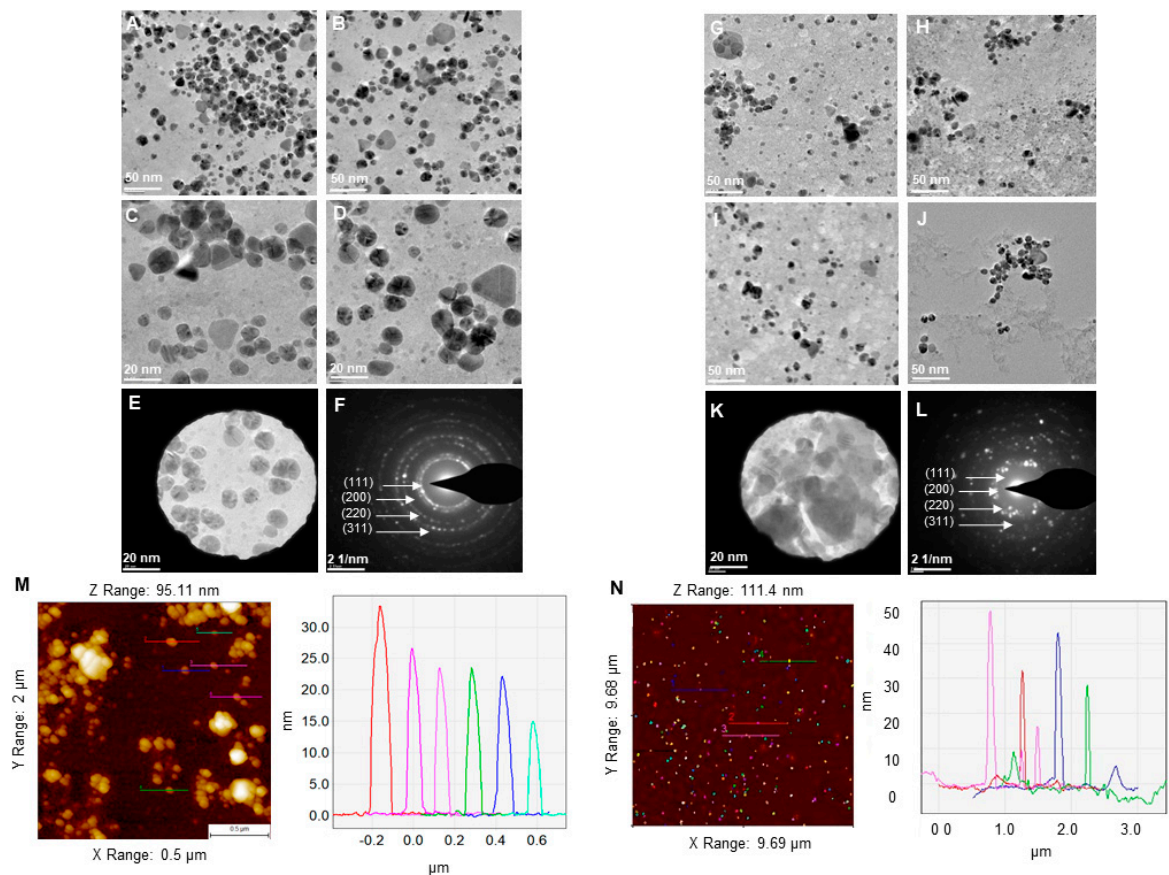 A
B
50 nm
50 nm
C
D
20 nm
20 nm
E
F
(111)
(200)
(220)
(311)
20 nm
2 1/nm
G
H
50 nm
50 nm
I
J
50 nm
50 nm
K
L
(111)
(200)
(220)
(311)
20 nm
2 1/nm
M
Z Range: 95.11 nm
Y Range: 2 µm
0.5 µm
X Range: 0.5 µm
30.0
25.0
20.0
15.0
10.0
5.0
0.0
nm
-0.2 0.0 0.2 0.4 0.6
µm
N
Z Range: 111.4 nm
Y Range: 9.68 µm
1
2
3
4
X Range: 9.69 µm
50
40
30
20
10
0
nm
0 0 1.0 2.0 3.0
µm